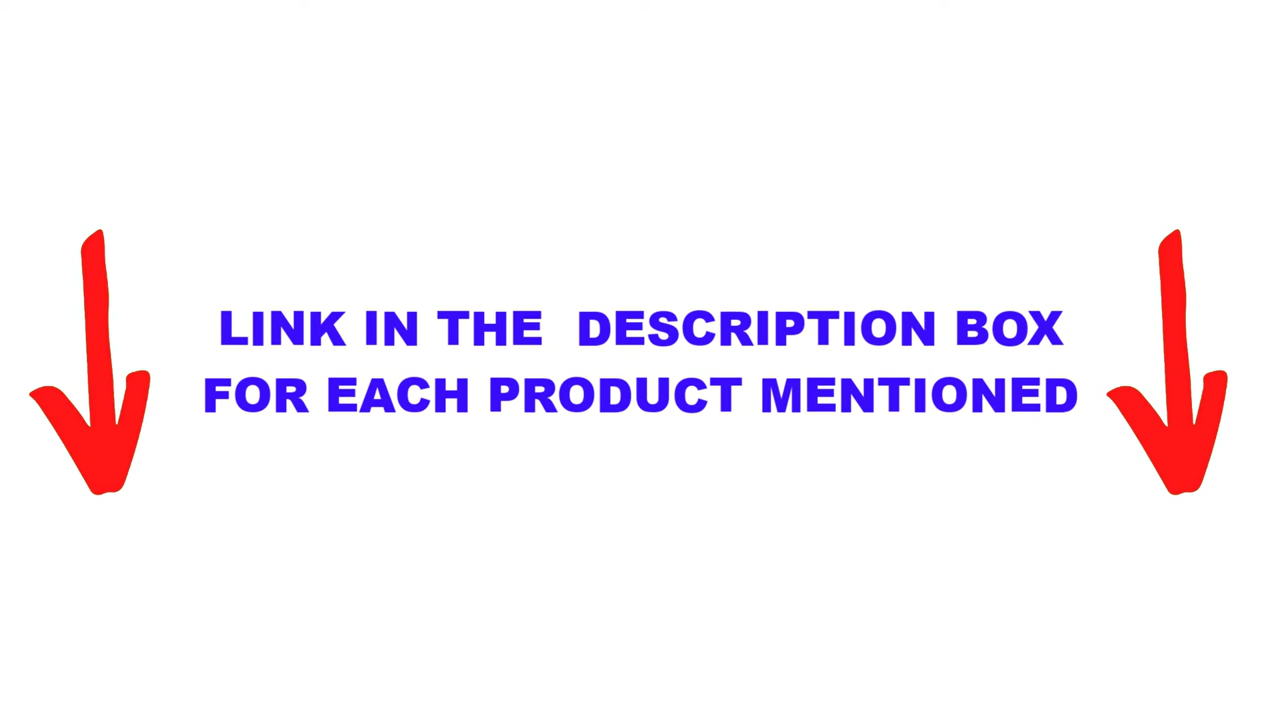 LINK IN THE  DESCRIPTION BOX
FOR EACH PRODUCT MENTIONED